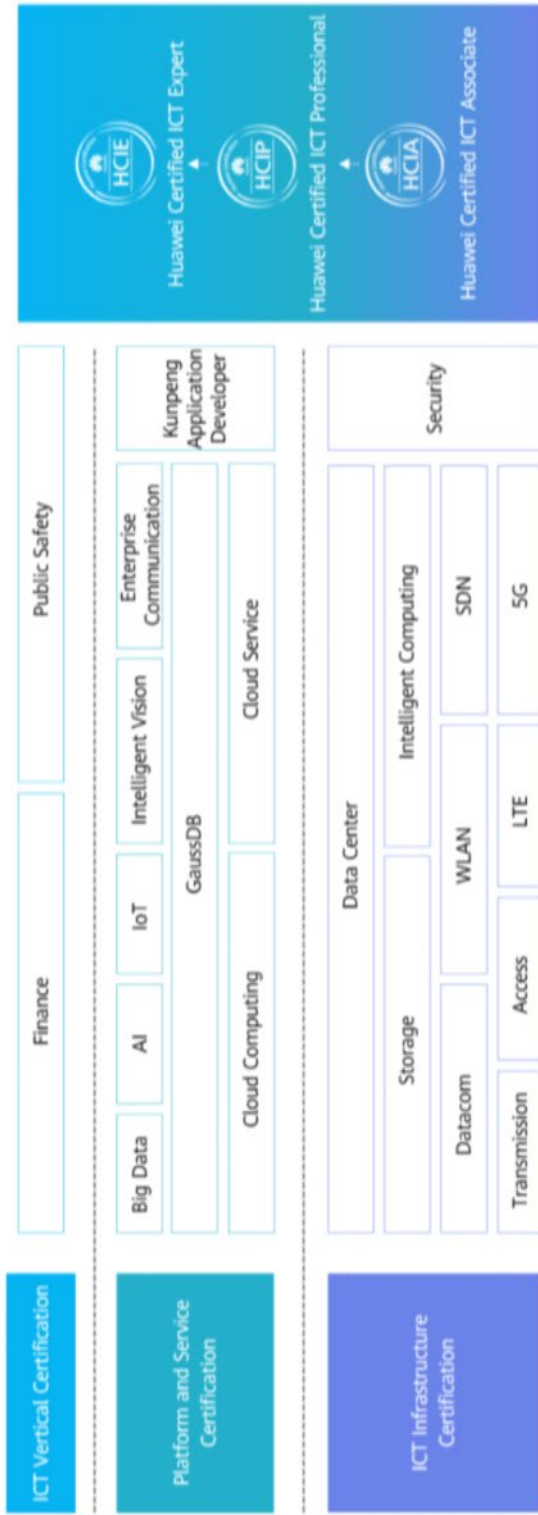 ICT Vertical Certification
Finance
Public Safety
Platform and Service
Certification
Big Data
AI
IoT
Intelligent Vision
Enterprise
Communication
GaussDB
Cloud Computing
Cloud Service
Kunpeng
Application
Developer
ICT Infrastructure
Certification
Data Center
Storage
Intelligent Computing
Datacom
WLAN
SDN
Transmission
Access
LTE
5G
Security
HCIE
Huawei Certified ICT Expert
HCIP
Huawei Certified ICT Professional
HCIA
Huawei Certified ICT Associate